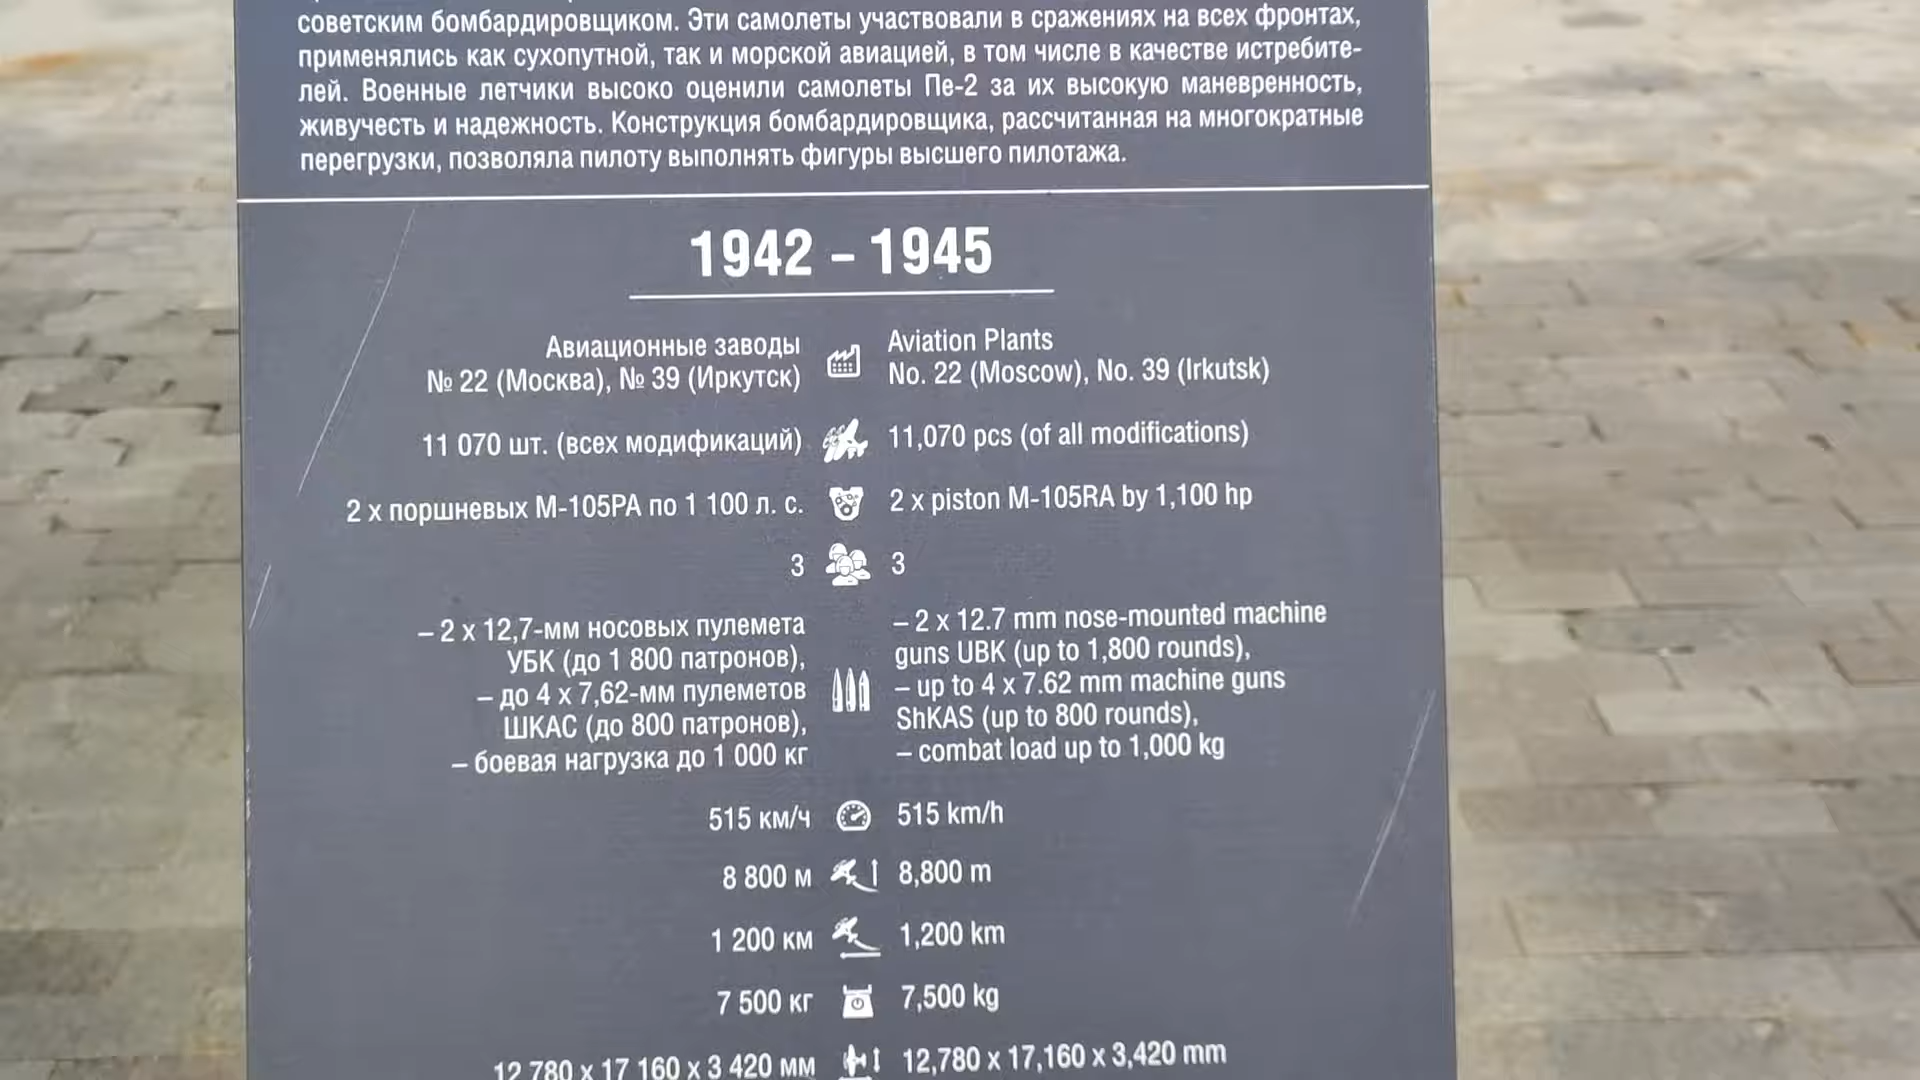 советским бомбардировщиком. Эти самолеты участвовали в сражениях на всех фронтах,
применялись как сухопутной, так и морской авиацией, в том числе в качестве истребите-
лей. Военные летчики высоко оценили самолеты Пе-2 за их высокую маневренность,
живучесть и надежность. Конструкция бомбардировщика, рассчитанная на многократные
перегрузки, позволяла пилоту выполнять фигуры высшего пилотажа.
1942 – 1945
Авиационные заводы
№ 22 (Москва), № 39 (Иркутск)
Aviation Plants
No. 22 (Moscow), No. 39 (Irkutsk)
11 070 шт. (всех модификаций)
11,070 pcs (of all modifications)
2 х поршневых М-105РА по 1 100 л. с.
2 x piston M-105RA by 1,100 hp
3
3
– 2 х 12,7-мм носовых пулемета
УБК (до 1 800 патронов),
– до 4 х 7,62-мм пулеметов
ШКАС (до 800 патронов),
– боевая нагрузка до 1 000 кг
– 2 x 12.7 mm nose-mounted machine
guns UBK (up to 1,800 rounds),
– up to 4 x 7.62 mm machine guns
ShKAS (up to 800 rounds),
– combat load up to 1,000 kg
515 км/ч
515 km/h
8 800 м
8,800 m
1 200 км
1,200 km
7 500 кг
7,500 kg
12 780 х 17 160 х 3 420 мм
12,780 x 17,160 x 3,420 mm